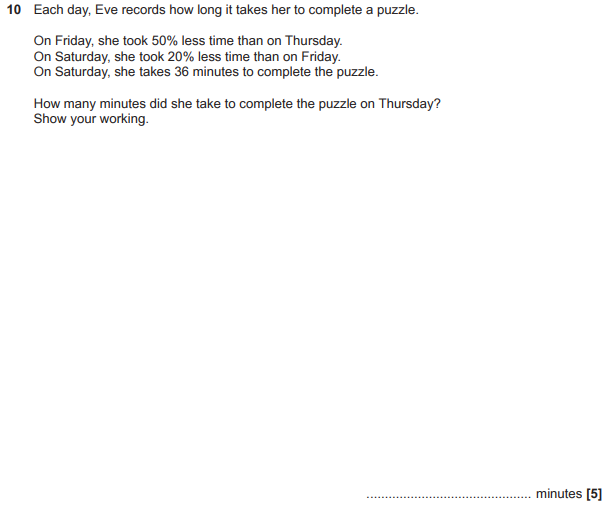 10 Each day, Eve records how long it takes her to complete a puzzle.
On Friday, she took 50% less time than on Thursday.
On Saturday, she took 20% less time than on Friday.
On Saturday, she takes 36 minutes to complete the puzzle.
How many minutes did she take to complete the puzzle on Thursday?
Show your working.
............................................. minutes [5]